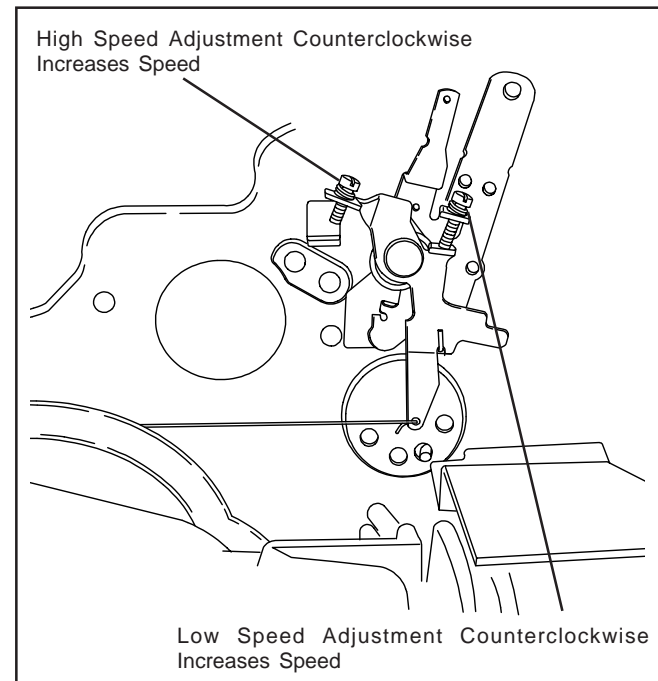 High Speed Adjustment Counterclockwise
Increases Speed
Low Speed Adjustment Counterclockwise
Increases Speed